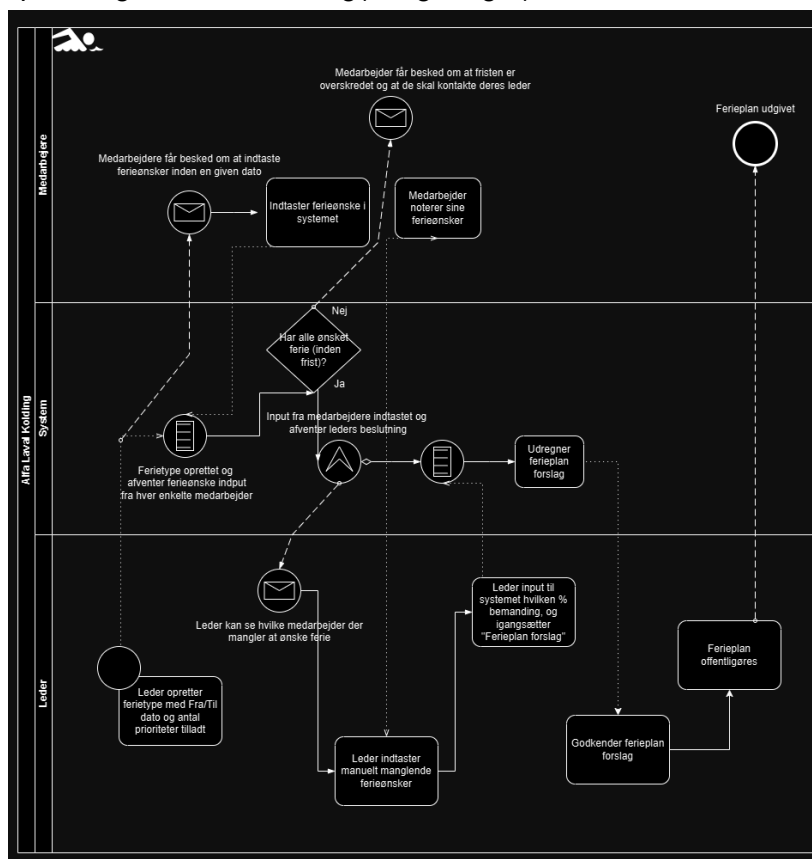 Medarbejder får besked om at fristen er
overskredet og at de skal kontakte deres leder
Ferieplan udgivet
Medarbejdere får besked om at indtaste
ferieønsker inden en given dato
Indtaster ferieønske i
systemet
Medarbejder
noterer sine
ferieønsker
Medarbejdere
Nej
Har alle ønsket
ferie (inden
frist)?
Ja
Input fra medarbejdere indtastet og
afventer leders beslutning
Ferietype oprettet og
afventer ferieønske indput
fra hver enkelte medarbejder
Udregner
ferieplan
forslag
System
Alfa Laval Kolding
Leder kan se hvilke medarbejder der
mangler at ønske ferie
Leder input til
systemet hvilken %
bemanding, og
igangsætter
"Ferieplan forslag"
Ferieplan
offentligøres
Leder opretter
ferietype med Fra/Til
dato og antal
prioriteter tilladt
Leder
Leder indtaster
manuelt manglende
ferieønsker
Godkender ferieplan
forslag